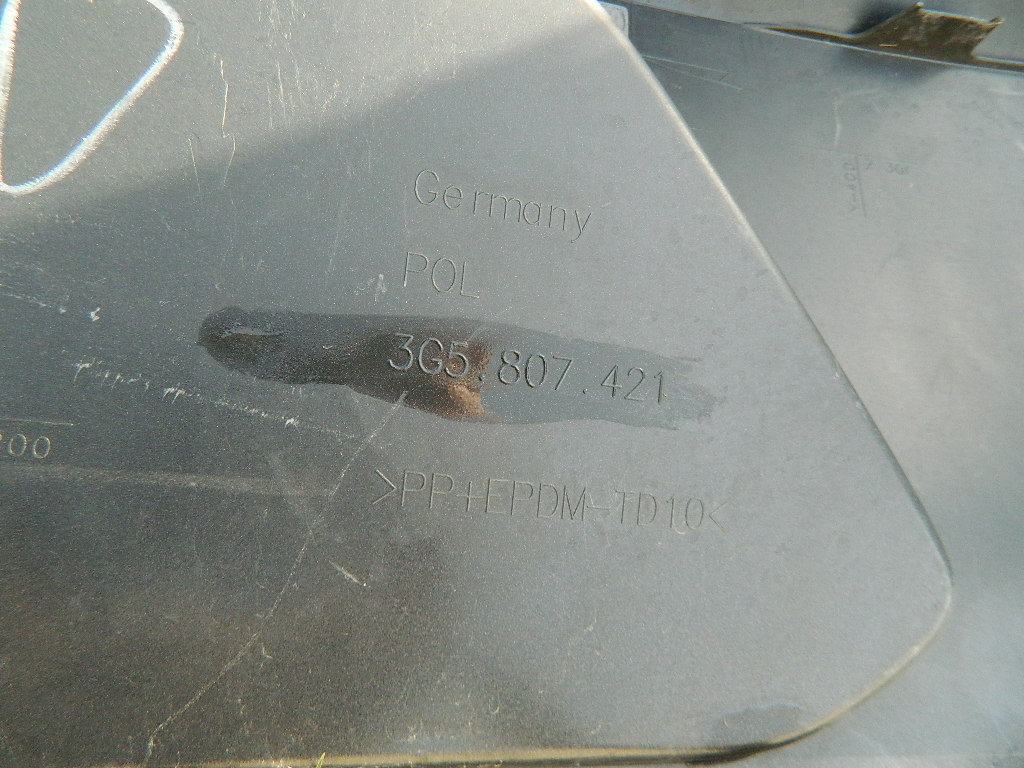 Germany
POL
3G5.807.421
>PP+EPDM-TD10<